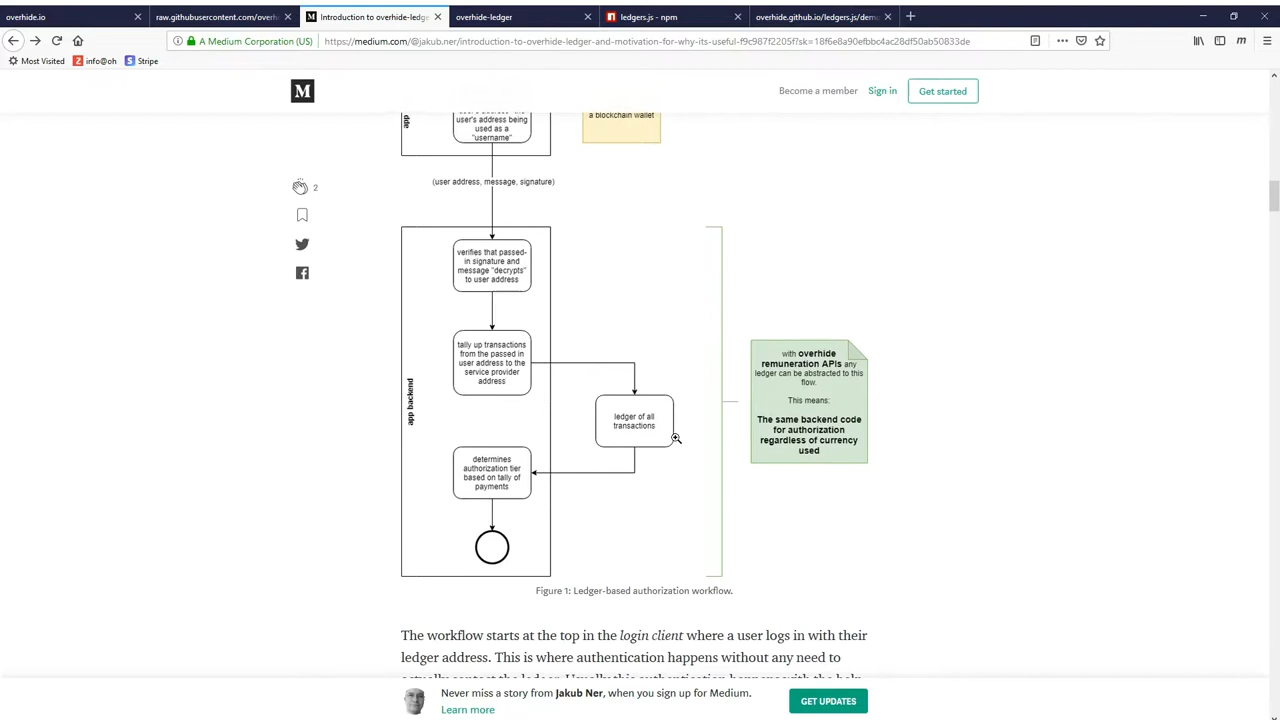 overhide.io
raw.githubusercontent.com/overh
Introduction to overhide-ledge
overhide-ledger
ledgers.js - npm
overhide.github.io/ledgers.js/demo
A Medium Corporation (US)
https://medium.com/@jakub.ner/introduction-to-overhide-ledger-and-motivation-for-why-its-useful-f9c987f2205f?sk=18f6e8a90efbbc4ac28df50ab50833de
Most Visited
info@oh
Stripe
M
Become a member
Sign in
Get started
user's address being
used as a
"username"
a blockchain wallet
(user address, message, signature)
2
app backend
verifies that passed-
in signature and
message "decrypts"
to user address
tally up transactions
from the passed in
user address to the
service provider
address
ledger of all
transactions
determines
authorization tier
based on tally of
payments
with overhide
remuneration APIs any
ledger can be abstracted to this
flow.
This means:
The same backend code
for authorization
regardless of currency
used
Figure 1: Ledger-based authorization workflow.
The workflow starts at the top in the login client where a user logs in with their
ledger address. This is where authentication happens without any need to
Never miss a story from Jakub Ner, when you sign up for Medium.
Learn more
GET UPDATES